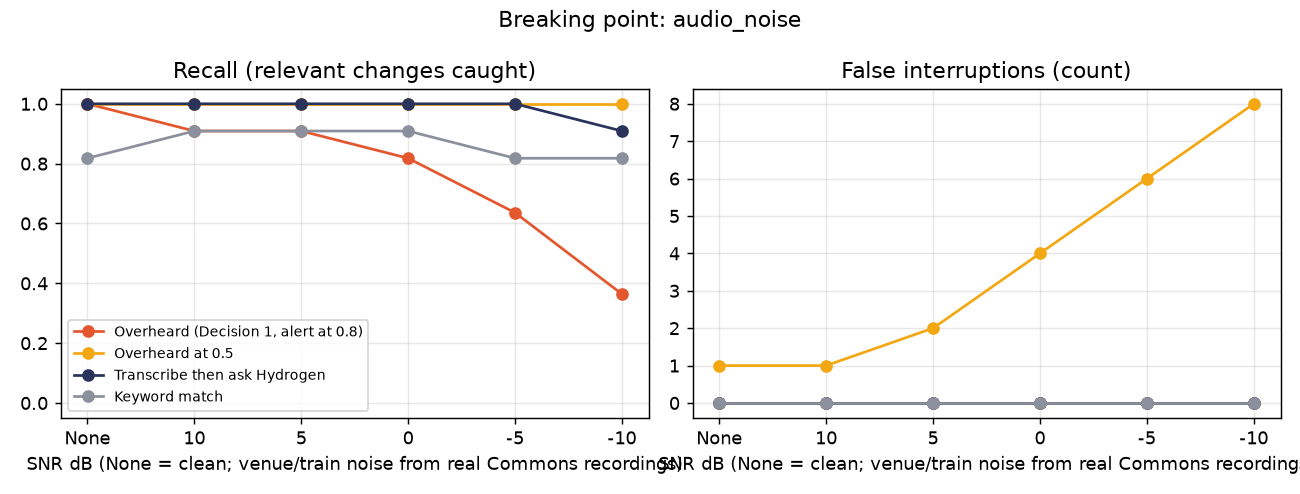 Breaking point: audio_noise
Recall (relevant changes caught)
1.0
0.8
0.6
0.4
0.2
0.0
Overheard (Decision 1, alert at 0.8)
Overheard at 0.5
Transcribe then ask Hydrogen
Keyword match
None 10 5 0 -5 -10
SNR dB (None = clean; venue/train noise from real Commons recordings)
False interruptions (count)
8
7
6
5
4
3
2
1
0
None 10 5 0 -5 -10
SNR dB (None = clean; venue/train noise from real Commons recording